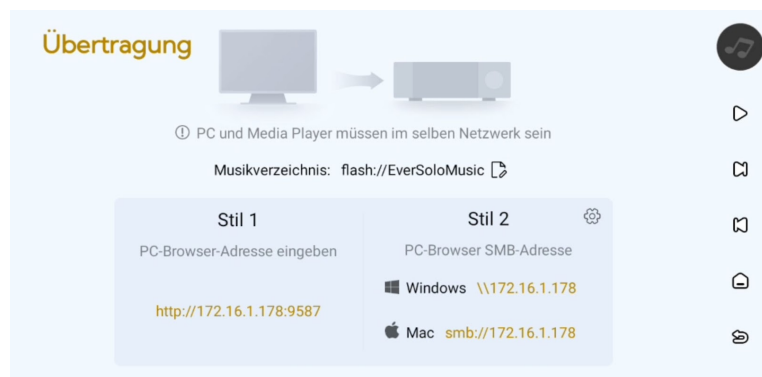 Übertragung
PC und Media Player müssen im selben Netzwerk sein
Musikverzeichnis: flash://EverSoloMusic
Stil 1
PC-Browser-Adresse eingeben
http://172.16.1.178:9587
Stil 2
PC-Browser SMB-Adresse
Windows \\172.16.1.178
Mac smb://172.16.1.178